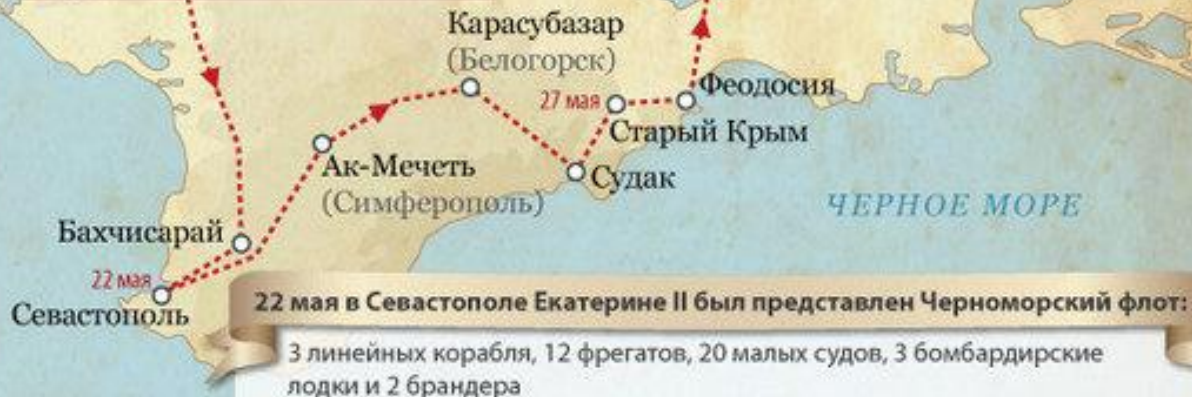 Карасубазар
(Белогорск)
27 мая
Феодосия
Старый Крым
Ак-Мечеть
(Симферополь)
Судак
ЧЕРНОЕ МОРЕ
Бахчисарай
22 мая
Севастополь
22 мая в Севастополе Екатерине II был представлен Черноморский флот:
3 линейных корабля, 12 фрегатов, 20 малых судов, 3 бомбардирские
лодки и 2 брандера